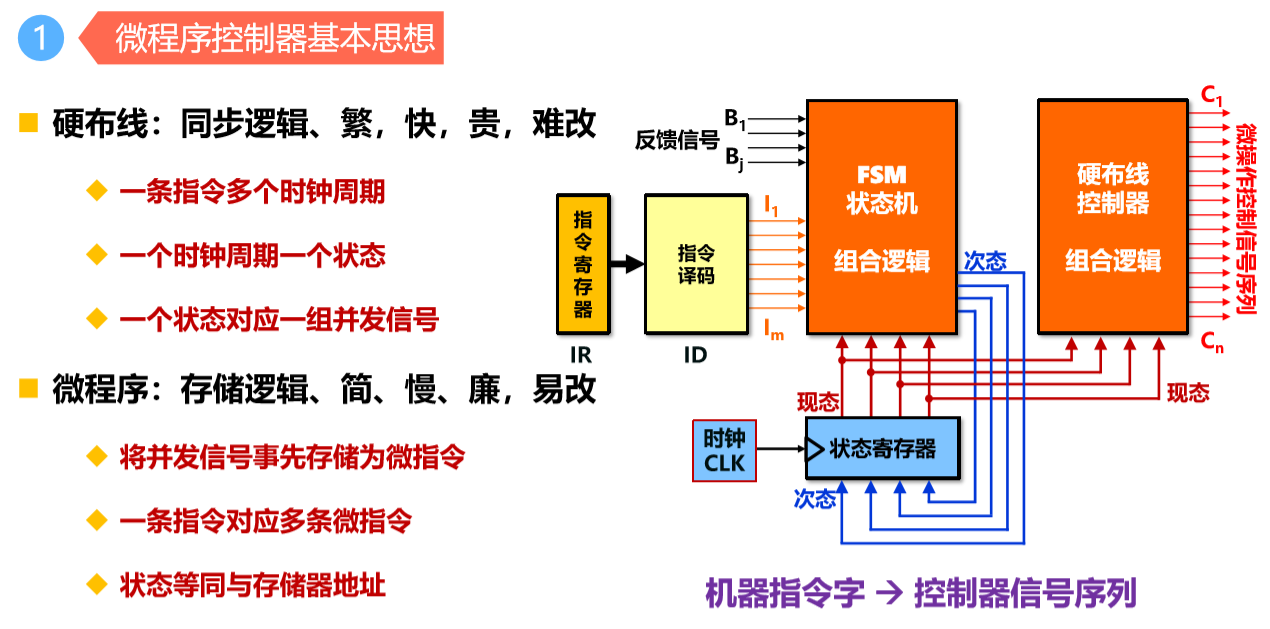 1
微程序控制器基本思想
硬布线：同步逻辑、繁，快，贵，难改
一条指令多个时钟周期
一个时钟周期一个状态
一个状态对应一组并发信号
微程序：存储逻辑、简、慢、廉，易改
将并发信号事先存储为微指令
一条指令对应多条微指令
状态等同与存储器地址
反馈信号
B1
Bj
指令寄存器
IR
指令
译码
ID
I1
Im
FSM
状态机
组合逻辑
次态
硬布线
控制器
组合逻辑
C1
微操作控制信号序列
Cn
现态
现态
时钟
CLK
状态寄存器
次态
机器指令字 → 控制器信号序列